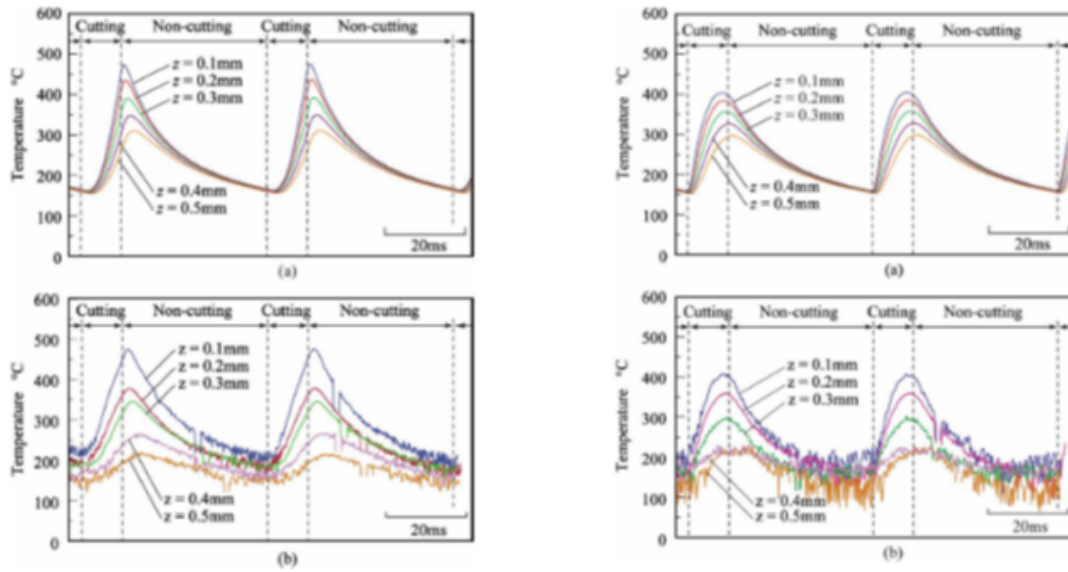 600
Cutting Non-cutting Cutting Non-cutting
500
400
300
200
100
0
Temperature °C
z = 0.1mm
z = 0.2mm
z = 0.3mm
z = 0.4mm
z = 0.5mm
20ms
(a)
600
Cutting Non-cutting Cutting Non-cutting
500
400
300
200
100
0
Temperature °C
z = 0.1mm
z = 0.2mm
z = 0.3mm
z = 0.4mm
z = 0.5mm
20ms
(a)
600
Cutting Non-cutting Cutting Non-cutting
500
400
300
200
100
0
Temperature °C
z = 0.1mm
z = 0.2mm
z = 0.3mm
z = 0.4mm
z = 0.5mm
20ms
(b)
600
Cutting Non-cutting Cutting Non-cutting
500
400
300
200
100
0
Temperature °C
z = 0.1mm
z = 0.2mm
z = 0.3mm
z = 0.4mm
z = 0.5mm
20ms
(b)